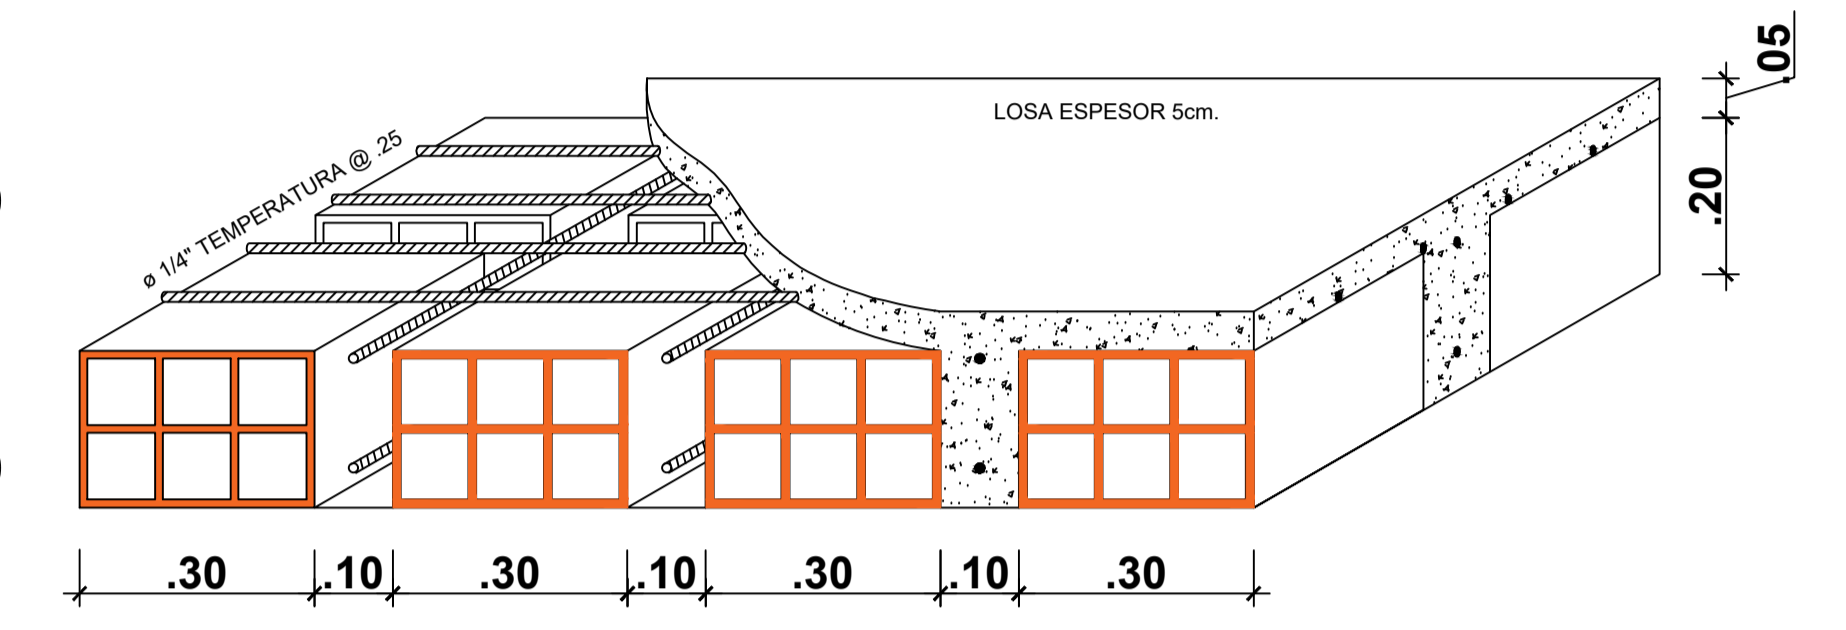 LOSA ESPESOR 5cm.
ø 1/4" TEMPERATURA @ .25
.05
.20
.30 .10 .30 .10 .30 .10 .30